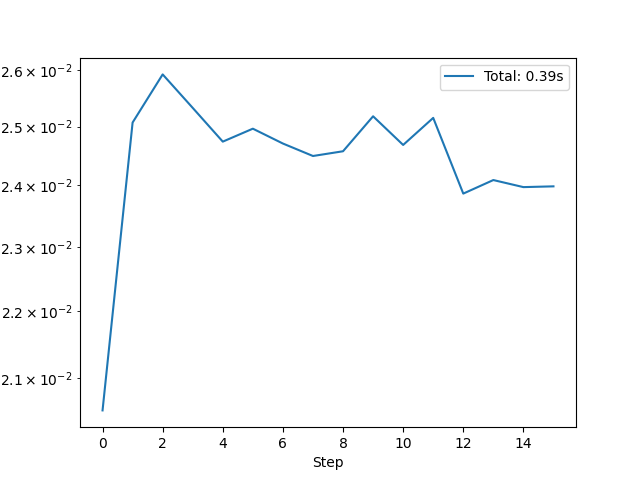 Total: 0.39s
2.6 × 10⁻²
2.5 × 10⁻²
2.4 × 10⁻²
2.3 × 10⁻²
2.2 × 10⁻²
2.1 × 10⁻²
0 2 4 6 8 10 12 14
Step